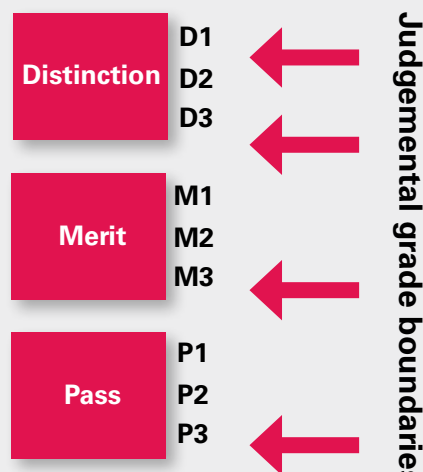 Distinction
D1
D2
D3
Merit
M1
M2
M3
Pass
P1
P2
P3
Judgemental grade boundaries